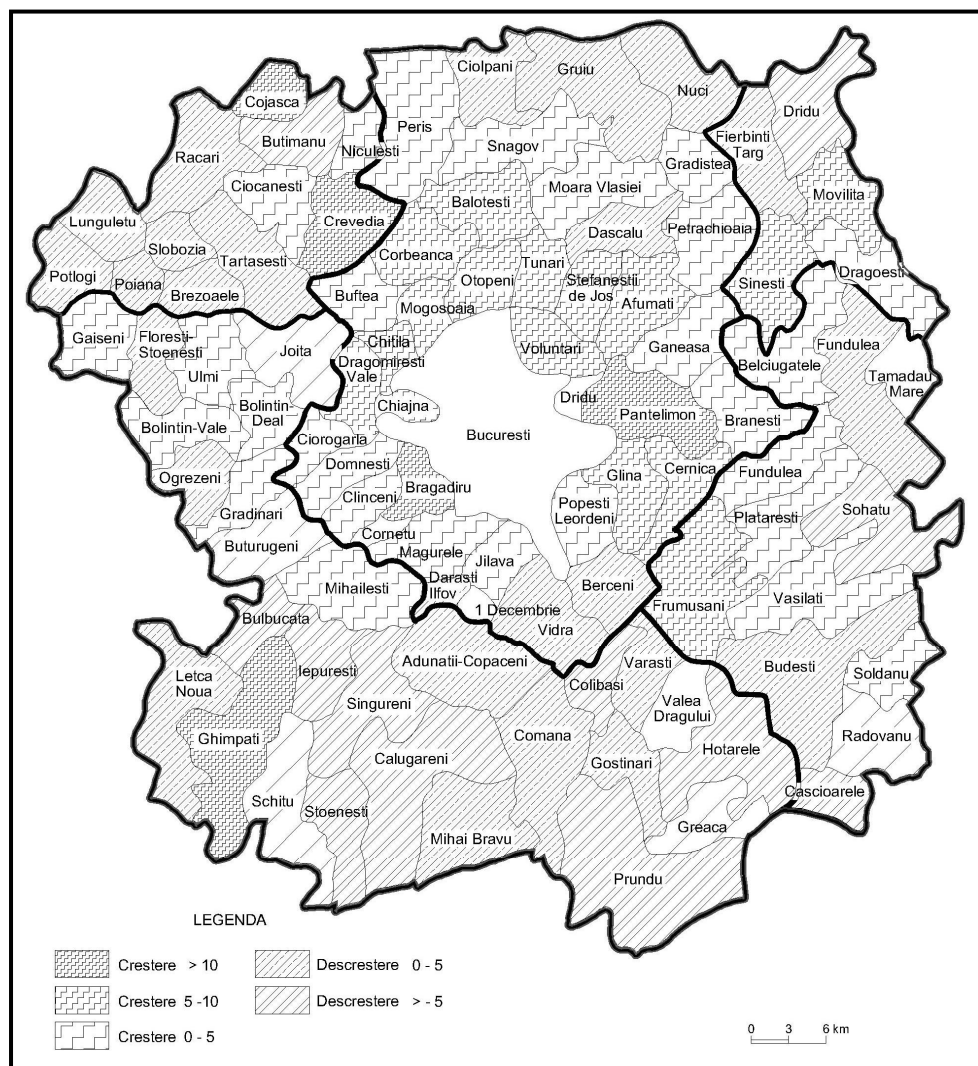 Ciolpani
Gruiu
Nuci
Cojasca
Peris
Dridu
Butimanu
Racari
Niculesti
Snagov
Fierbinti
Targ
Gradistea
Ciocanesti
Moara Vlasiei
Movilita
Balotesti
Crevedia
Lunguletu
Dascalu
Petrachioaia
Slobozia
Tartasesti
Corbeanca
Tunari
Dragoesti
Potlogi
Poiana
Otopeni
Stefanestii
de Jos
Sinesti
Brezoaele
Buftea
Mogosoaia
Afumati
Gaiseni
Floresti-
Stoenesti
Joita
Chitila
Voluntari
Ganeasa
Fundulea
Dragomiresti
Vale
Belciugatele
Ulmi
Tamadau
Mare
Dridu
Bolintin-
Deal
Chiajna
Pantelimon
Branesti
Bolintin-Vale
Ciorogarla
Bucuresti
Domnesti
Cernica
Fundulea
Ogrezeni
Bragadiru
Glina
Clinceni
Popesti
Leordeni
Plataresti
Sohatu
Gradinari
Cornetu
Buturugeni
Magurele
Jilava
Mihailesti
Darasti
Ilfov
Berceni
Vasilati
1 Decembrie
Frumusani
Bulbucata
Vidra
Adunatii-Copaceni
Varasti
Budesti
Letca
Noua
Iepuresti
Colibasi
Soldanu
Singureni
Valea
Dragului
Ghimpati
Comana
Radovanu
Calugareni
Gostinari
Hotarele
Schitu
Stoenesti
Cascioarele
Mihai Bravu
Greaca
Prundu
LEGENDA
Crestere > 10
Descrestere 0 - 5
Crestere 5 -10
Descrestere > - 5
Crestere 0 - 5
0 3 6 km